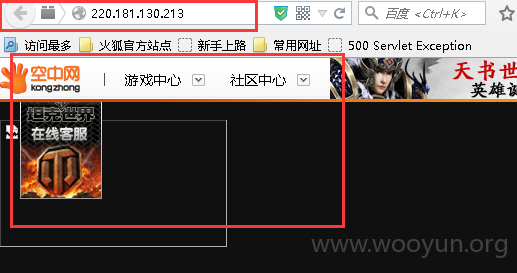 220.181.130.213
百度 <Ctrl+K>
访问最多 火狐官方站点 新手上路 常用网址 500 Servlet Exception
空中网 kongzhong 游戏中心 社区中心
天书世
英雄
坦克世界
在线客服
www.wooyun.org